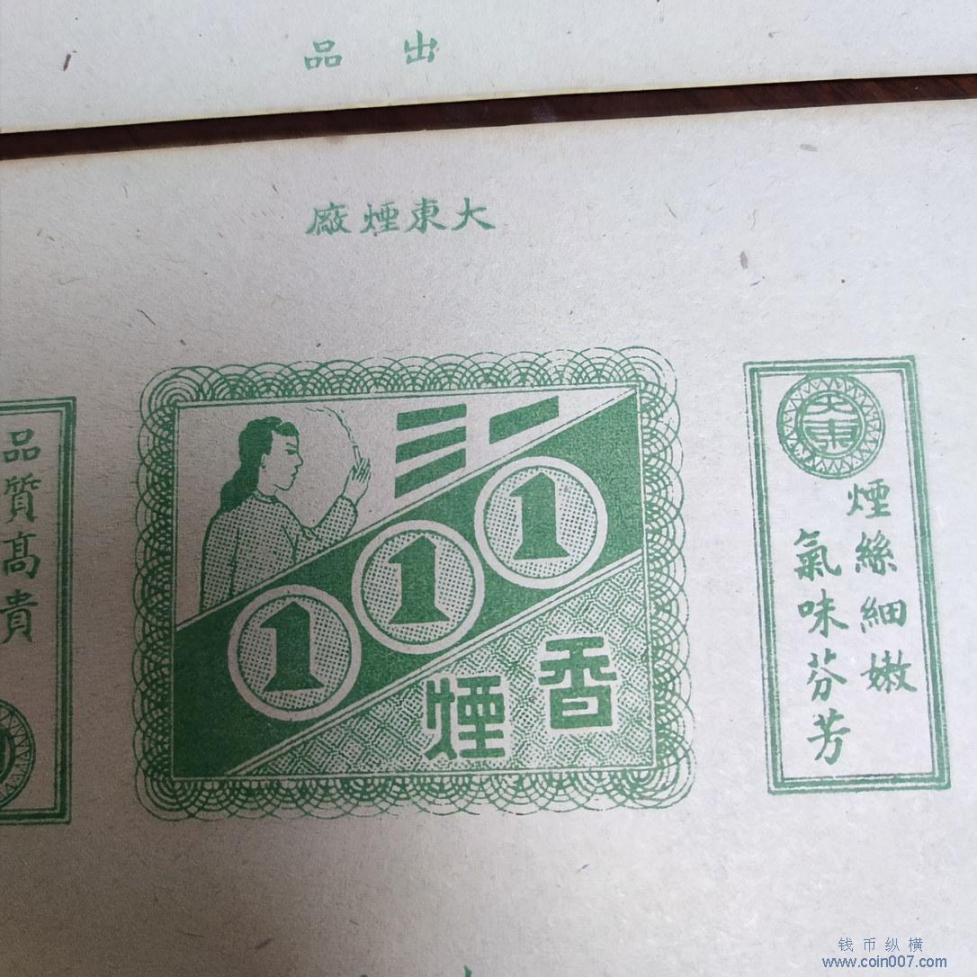 出品
大東煙廠
三一
1 1 1
香煙
品質高貴
大東
煙絲細嫩
氣味芬芳
钱币纵横
www.coin007.com